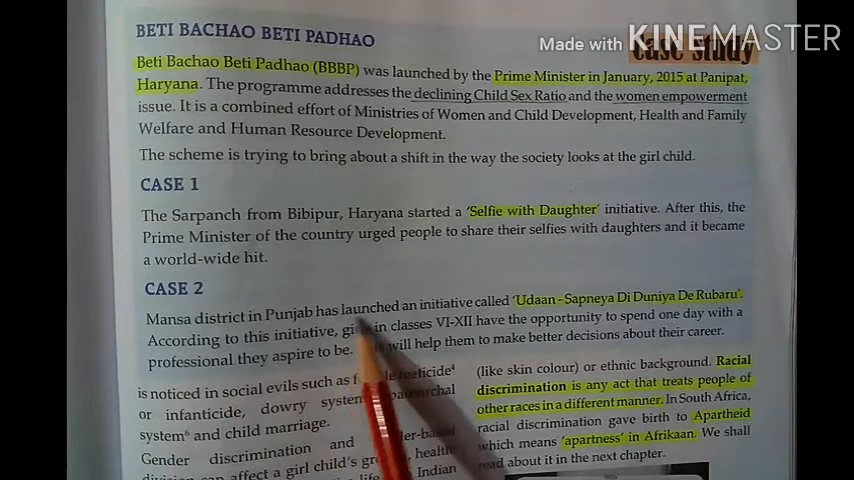 BETI BACHAO BETI PADHAO
Made with KINEMASTER
case study
Beti Bachao Beti Padhao (BBBP) was launched by the Prime Minister in January, 2015 at Panipat,
Haryana. The programme addresses the declining Child Sex Ratio and the women empowerment
issue. It is a combined effort of Ministries of Women and Child Development, Health and Family
Welfare and Human Resource Development.
The scheme is trying to bring about a shift in the way the society looks at the girl child.
CASE 1
The Sarpanch from Bibipur, Haryana started a 'Selfie with Daughter' initiative. After this, the
Prime Minister of the country urged people to share their selfies with daughters and it became
a world-wide hit.
CASE 2
Mansa district in Punjab has launched an initiative called 'Udaan - Sapneya Di Duniya De Rubaru'.
According to this initiative, in classes VI-XII have the opportunity to spend one day with a
professional they aspire to be. will help them to make better decisions about their career.
is noticed in social evils such as foeticide⁴
or infanticide, dowry system
system⁶ and child marriage.
Gender discrimination and
can affect a girl child's health
Indian
(like skin colour) or ethnic background. Racial
discrimination is any act that treats people of
other races in a different manner. In South Africa,
racial discrimination gave birth to Apartheid
which means 'apartness' in Afrikaan. We shall
read about it in the next chapter.